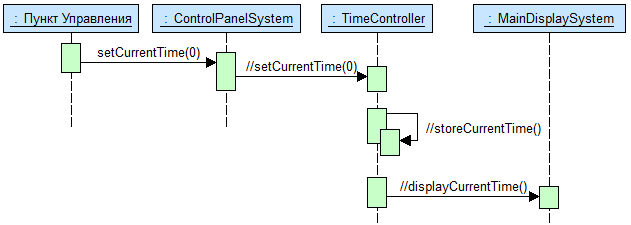 : Пункт Управления
: ControlPanelSystem
: TimeController
: MainDisplaySystem
setCurrentTime(0)
//setCurrentTime(0)
//storeCurrentTime()
//displayCurrentTime()